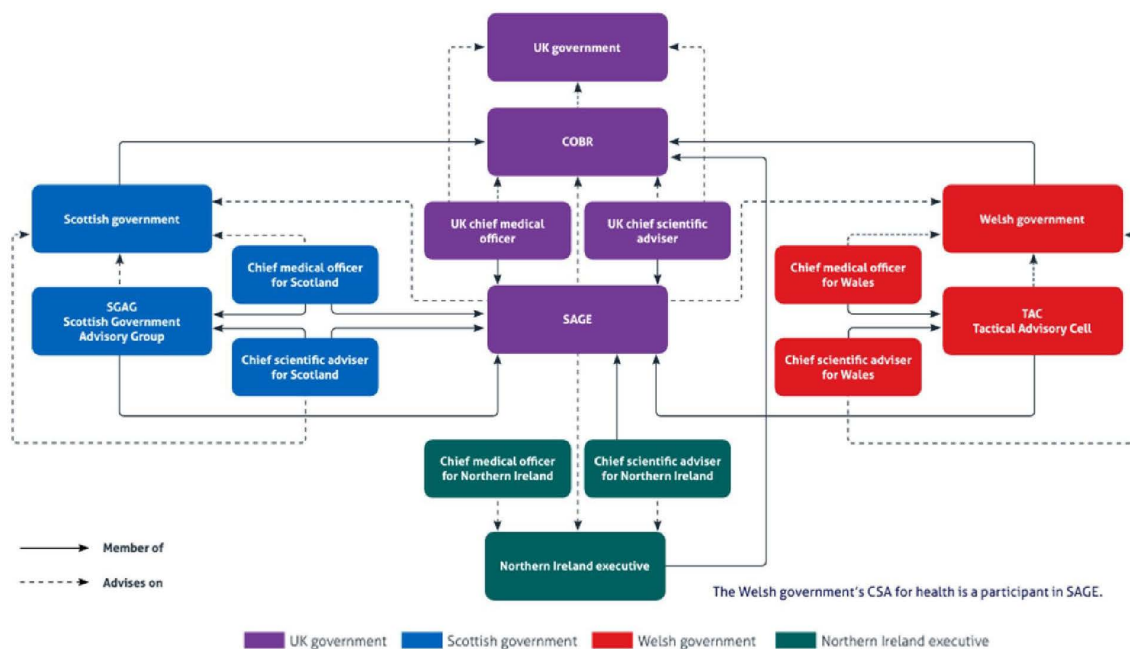 UK government
COBR
Scottish government
UK chief medical
officer
UK chief scientific
adviser
Welsh government
Chief medical officer
for Scotland
Chief medical officer
for Wales
SGAG
Scottish Government
Advisory Group
SAGE
TAC
Tactical Advisory Cell
Chief scientific adviser
for Scotland
Chief scientific adviser
for Wales
Chief medical officer
for Northern Ireland
Chief scientific adviser
for Northern Ireland
Member of
Northern Ireland executive
Advises on
The Welsh government's CSA for health is a participant in SAGE.
UK government
Scottish government
Welsh government
Northern Ireland executive